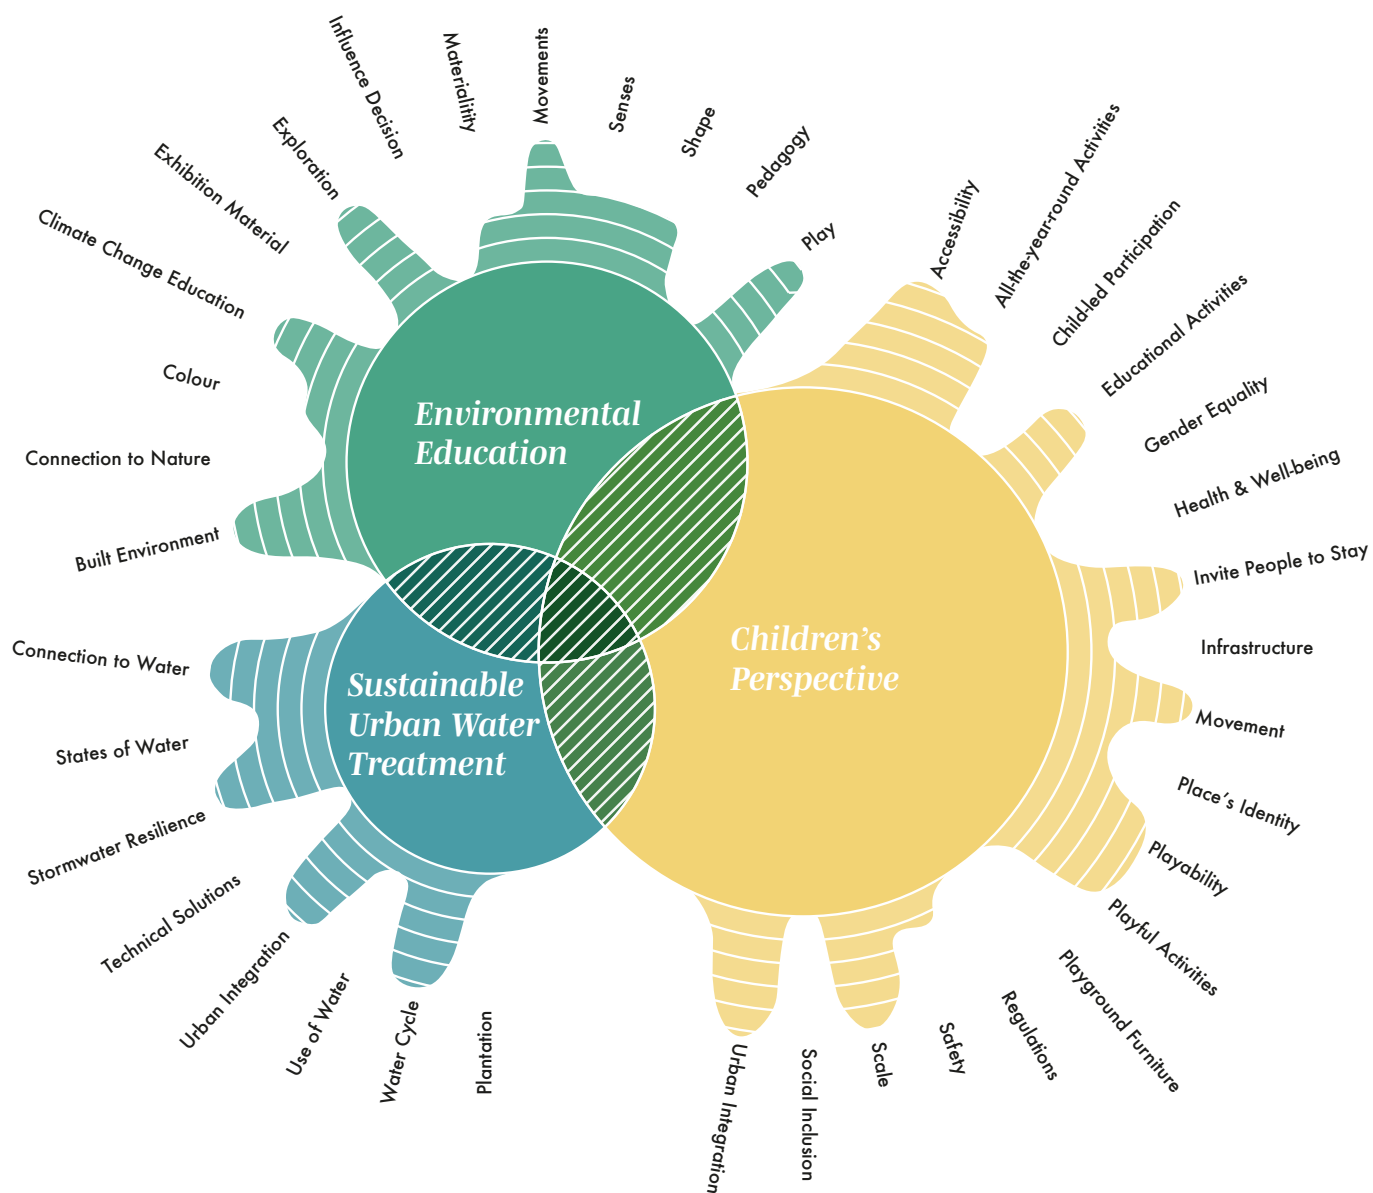 Influence Decision
Materialitity
Movements
Senses
Shape
Pedagogy
Play
Exploration
Exhibition Material
Climate Change Education
Colour
Connection to Nature
Built Environment
Environmental
Education
Accessibility
All-the-year-round Activities
Child-led Participation
Educational Activities
Gender Equality
Health & Well-being
Invite People to Stay
Infrastructure
Movement
Place's Identity
Playability
Playful Activities
Playground Furniture
Regulations
Safety
Scale
Social Inclusion
Urban Integration
Children's
Perspective
Connection to Water
States of Water
Stormwater Resilience
Technical Solutions
Urban Integration
Use of Water
Water Cycle
Plantation
Sustainable
Urban Water
Treatment